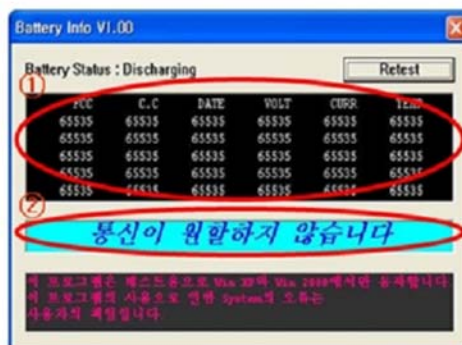 Battery Info V1.00
Battery Status : Discharging
Retest
①
FCC C.C DATE VOLT CURR TEMP
65535 65535 65535 65535 65535 65535
65535 65535 65535 65535 65535 65535
65535 65535 65535 65535 65535 65535
65535 65535 65535 65535 65535 65535
65535 65535 65535 65535 65535 65535
②
통신이 원활하지 않습니다
이 프로그램은 테스트용으로 Win XP와 Win 2000에서만 동작합니다.
이 프로그램의 사용으로 인한 System의 오류는
사용자의 책임입니다